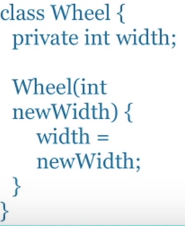 class Wheel {
private int width;
Wheel(int
newWidth) {
width =
newWidth;
}
}